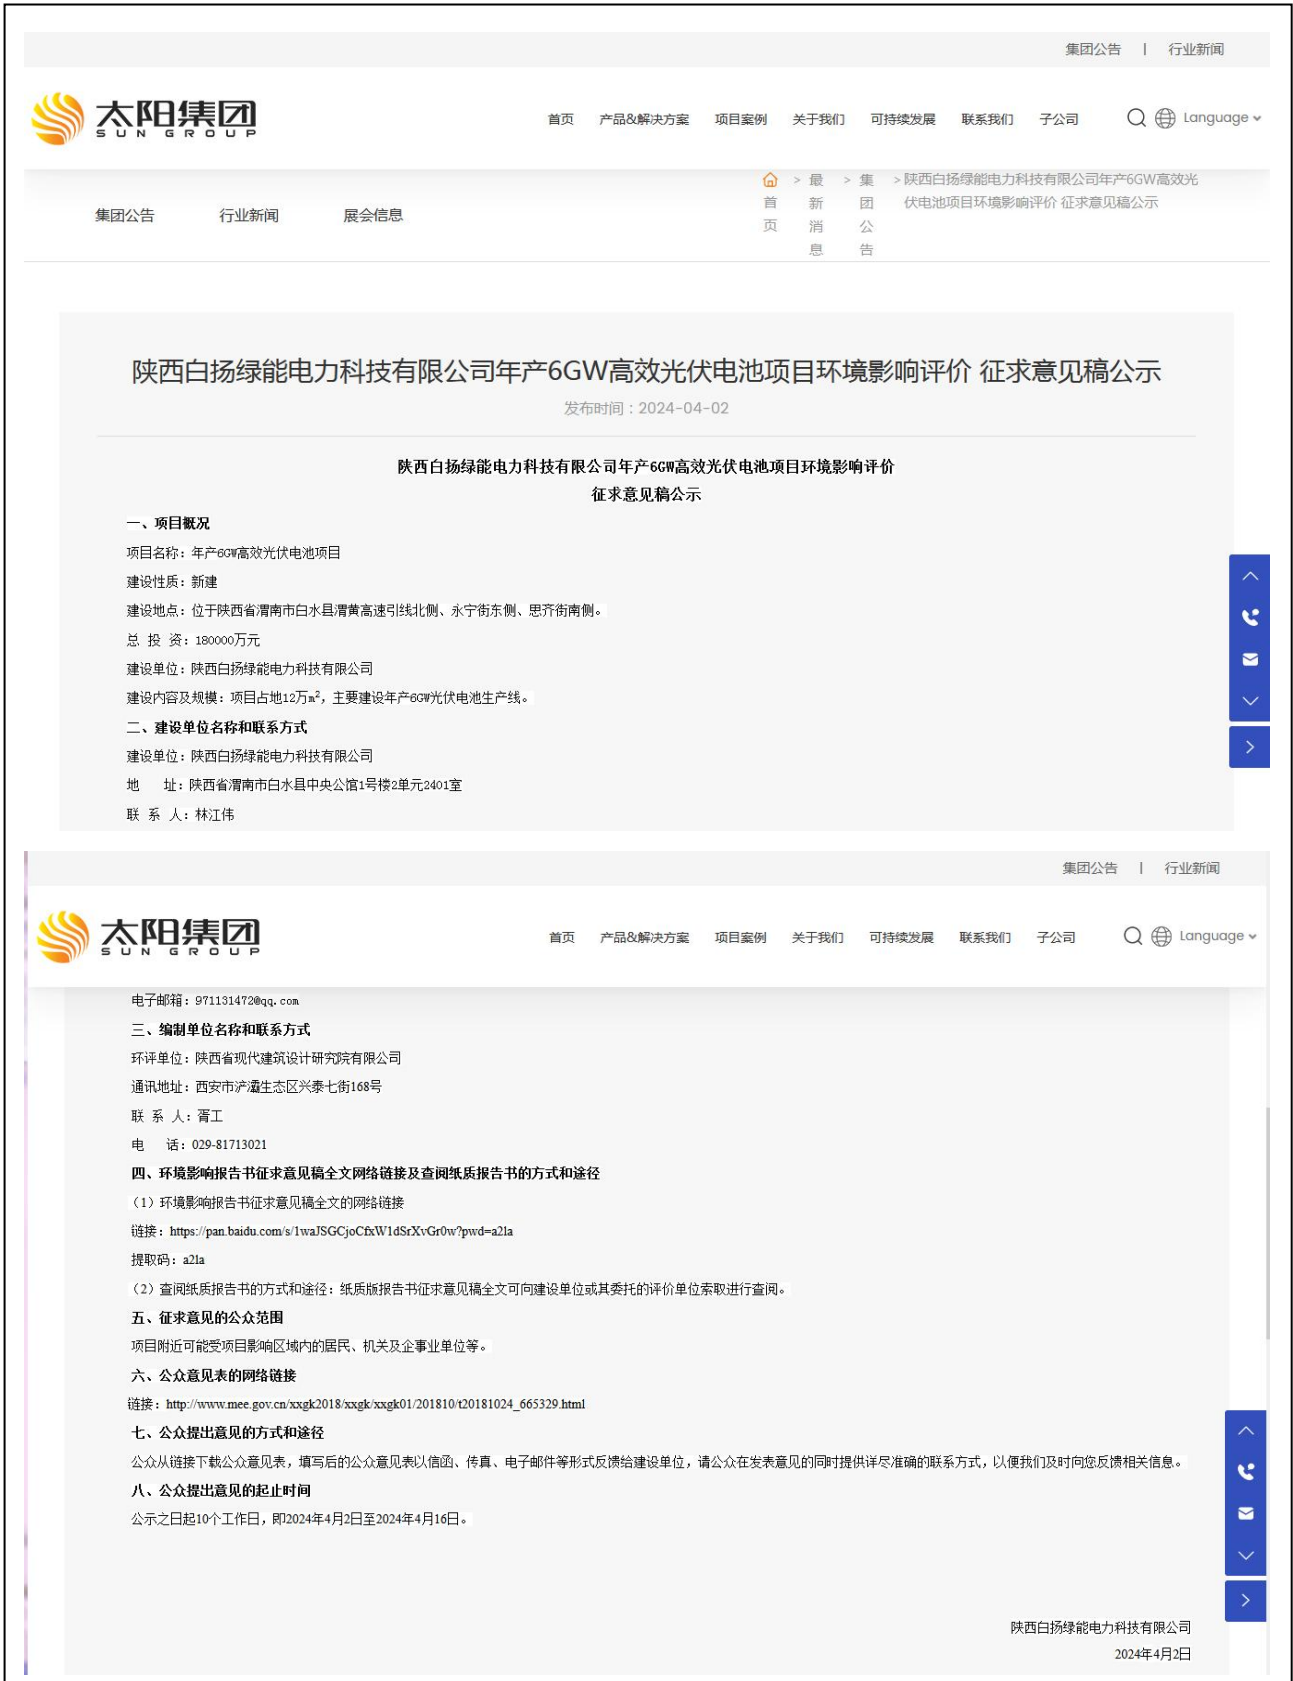 集团公告 | 行业新闻
太阳集团
SUN GROUP
首页 产品&解决方案 项目案例 关于我们 可持续发展 联系我们 子公司 Language
集团公告 行业新闻 展会信息
首页 > 最新消息 > 集团公告 > 陕西白扬绿能电力科技有限公司年产6GW高效光
伏电池项目环境影响评价 征求意见稿公示
陕西白扬绿能电力科技有限公司年产6GW高效光伏电池项目环境影响评价 征求意见稿公示
发布时间：2024-04-02
陕西白扬绿能电力科技有限公司年产6GW高效光伏电池项目环境影响评价
征求意见稿公示
一、项目概况
项目名称：年产6GW高效光伏电池项目
建设性质：新建
建设地点：位于陕西省渭南市白水县渭黄高速引线北侧、永宁街东侧、思齐街南侧。
总 投 资：180000万元
建设单位：陕西白扬绿能电力科技有限公司
建设内容及规模：项目占地12万m²，主要建设年产6GW光伏电池生产线。
二、建设单位名称和联系方式
建设单位：陕西白扬绿能电力科技有限公司
地 址：陕西省渭南市白水县中央公馆1号楼2单元2401室
联 系 人：林江伟
集团公告 | 行业新闻
太阳集团
SUN GROUP
首页 产品&解决方案 项目案例 关于我们 可持续发展 联系我们 子公司 Language
电子邮箱：971131472@qq.com
三、编制单位名称和联系方式
环评单位：陕西省现代建筑设计研究院有限公司
通讯地址：西安市浐灞生态区兴泰七街168号
联 系 人：胥工
电 话：029-81713021
四、环境影响报告书征求意见稿全文网络链接及查阅纸质报告书的方式和途径
（1）环境影响报告书征求意见稿全文的网络链接
链接：https://pan.baidu.com/s/1waJSGCjoCfxW1dSrXvGr0w?pwd=a2la
提取码：a2la
（2）查阅纸质报告书的方式和途径：纸质版报告书征求意见稿全文可向建设单位或其委托的评价单位索取进行查阅。
五、征求意见的公众范围
项目附近可能受项目影响区域内的居民、机关及企事业单位等。
六、公众意见表的网络链接
链接：http://www.mee.gov.cn/xxgk2018/xxgk/xxgk01/201810/t20181024_665329.html
七、公众提出意见的方式和途径
公众从链接下载公众意见表，填写后的公众意见表以信函、传真、电子邮件等形式反馈给建设单位，请公众在发表意见的同时提供详尽准确的联系方式，以便我们及时向您反馈相关信息。
八、公众提出意见的起止时间
公示之日起10个工作日，即2024年4月2日至2024年4月16日。
陕西白扬绿能电力科技有限公司
2024年4月2日